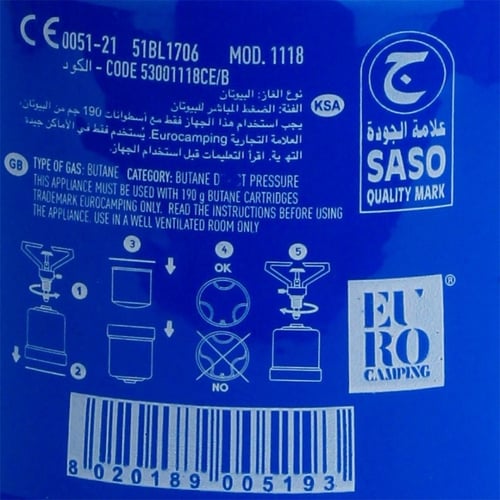 CE 0051-21 51BL1706 MOD. 1118
الكود - CODE 53001118CE/B
نوع الغاز: البيوتان
الفئة: الضغط المباشر للبيوتان
KSA
يجب استخدام هذا الجهاز فقط مع أسطوانات 190 جم من البيوتان
العلامة التجارية Eurocamping. يُستخدم فقط في الأماكن جيدة
اقرأ التعليمات قبل استخدام الجهاز.
علامة الجودة
SASO
QUALITY MARK
GB
TYPE OF GAS: BUTANE CATEGORY: BUTANE PRESSURE
THIS APPLIANCE MUST BE USED WITH 190 g BUTANE CARTRIDGES
TRADEMARK EUROCAMPING ONLY. READ THE INSTRUCTIONS BEFORE USING
THE APPLIANCE. USE IN A WELL VENTILATED ROOM ONLY
1
2
3
4
OK
NO
5
EU
RO
CAMPING
®
8 020189 005193